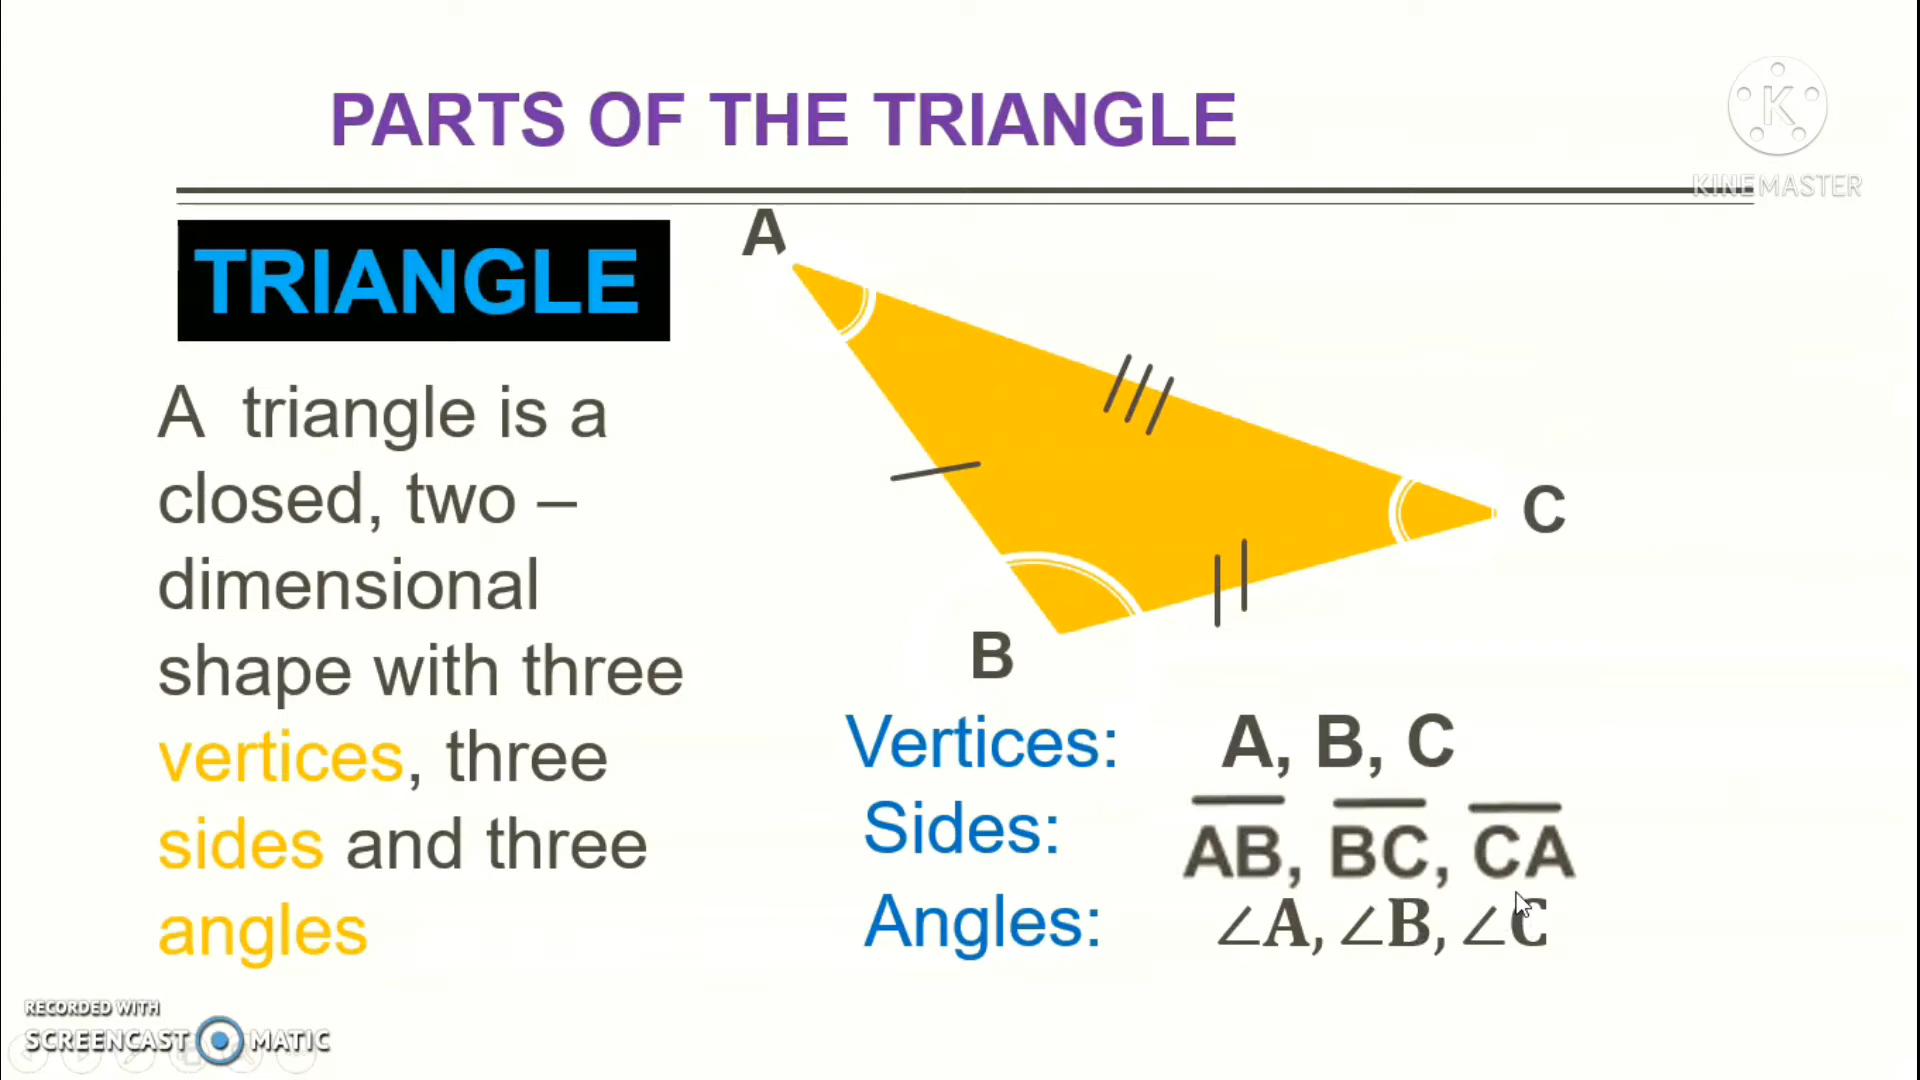 PARTS OF THE TRIANGLE
K
KINEMASTER
TRIANGLE
A triangle is a
closed, two –
dimensional
shape with three
vertices, three
sides and three
angles
A
C
B
Vertices: A, B, C
Sides: AB, BC, CA
Angles: ∠A, ∠B, ∠C
RECORDED WITH
SCREENCAST MATIC